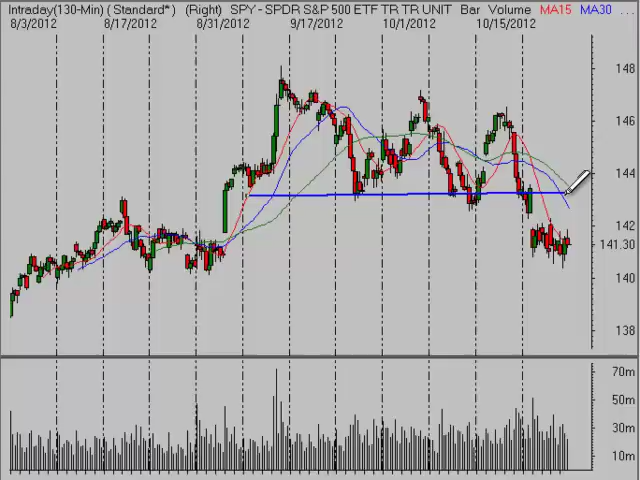 Intraday(130-Min) (Standard*) (Right) SPY - SPDR S&P 500 ETF TR TR UNIT Bar Volume MA15 MA30 ...
8/3/2012 8/17/2012 8/31/2012 9/17/2012 10/1/2012 10/15/2012
148
146
144
142
141.30
140
138
70m
50m
30m
10m